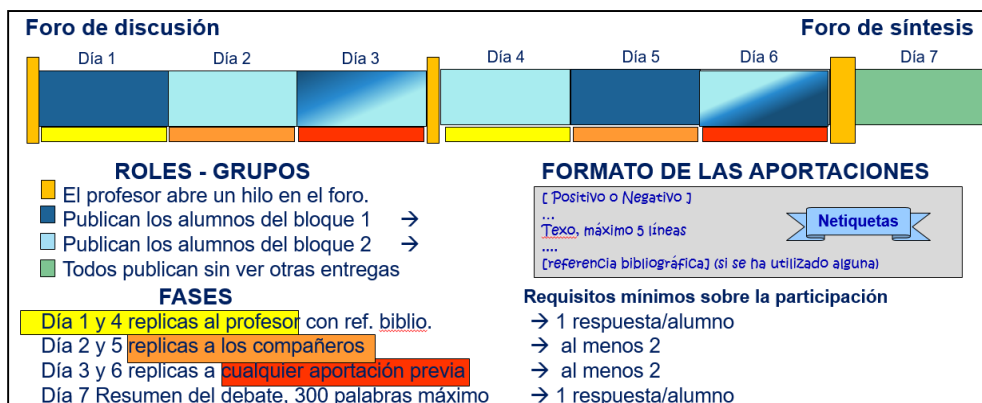 Foro de discusión
Foro de síntesis
Día 1
Día 2
Día 3
Día 4
Día 5
Día 6
Día 7
ROLES - GRUPOS
El profesor abre un hilo en el foro.
Publican los alumnos del bloque 1 →
Publican los alumnos del bloque 2 →
Todos publican sin ver otras entregas
FORMATO DE LAS APORTACIONES
[ Positivo o Negativo ]
...
Texo, máximo 5 líneas
....
[referencia bibliográfica] (si se ha utilizado alguna)
Netiquetas
FASES
Día 1 y 4 replicas al profesor con ref. biblio.
Día 2 y 5 replicas a los compañeros
Día 3 y 6 replicas a cualquier aportación previa
Día 7 Resumen del debate, 300 palabras máximo
Requisitos mínimos sobre la participación
→ 1 respuesta/alumno
→ al menos 2
→ al menos 2
→ 1 respuesta/alumno